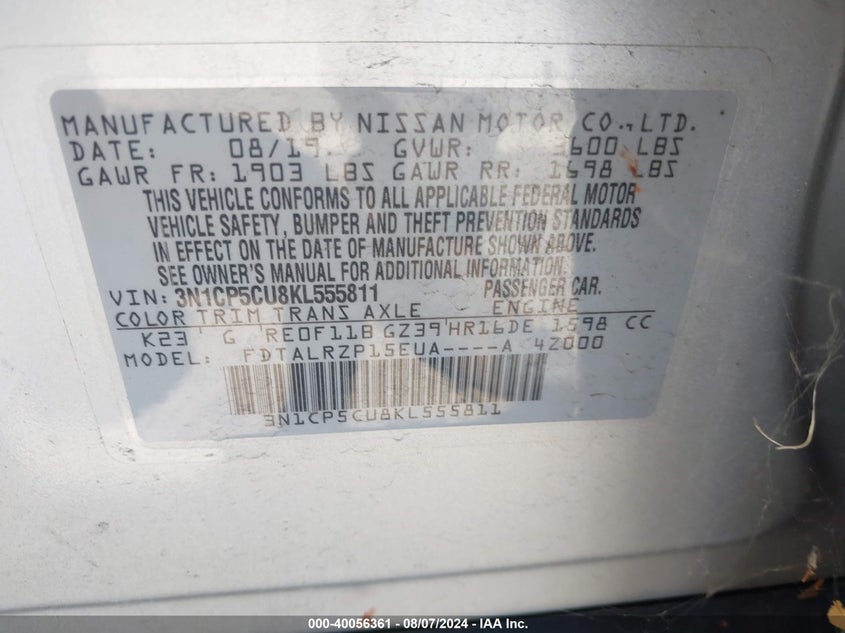 MANUFACTURED BY NISSAN MOTOR CO., LTD.
DATE: 08/19 GVWR: 3600 LBS
GAWR FR: 1903 LBS GAWR RR: 1698 LBS
THIS VEHICLE CONFORMS TO ALL APPLICABLE FEDERAL MOTOR
VEHICLE SAFETY, BUMPER AND THEFT PREVENTION STANDARDS
IN EFFECT ON THE DATE OF MANUFACTURE SHOWN ABOVE.
SEE OWNER'S MANUAL FOR ADDITIONAL INFORMATION.
VIN: 3N1CP5CU8KL555811 PASSENGER CAR.
COLOR TRIM TRANS AXLE ENGINE
K23 G RE0F11B GZ39 HR16DE 1598 CC
MODEL: FDTALRZP15EUA----A 4Z000
3N1CP5CU8KL555811
000-40056361 - 08/07/2024 - IAA Inc.